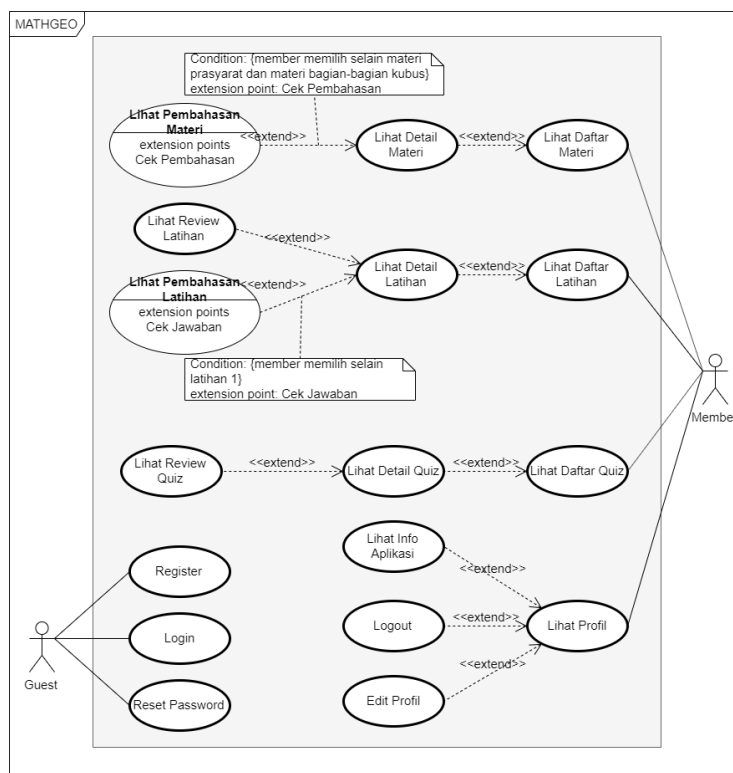 MATHGEO
Condition: {member memilih selain materi
prasyarat dan materi bagian-bagian kubus}
extension point: Cek Pembahasan
Lihat Pembahasan
Materi
extension points
Cek Pembahasan
<<extend>>
Lihat Detail
Materi
<<extend>>
Lihat Daftar
Materi
Lihat Review
Latihan
<<extend>>
Lihat Pembahasan
Latihan
extension points
Cek Jawaban
<<extend>>
Lihat Detail
Latihan
<<extend>>
Lihat Daftar
Latihan
Condition: {member memilih selain
latihan 1}
extension point: Cek Jawaban
Member
Lihat Review
Quiz
<<extend>>
Lihat Detail Quiz
<<extend>>
Lihat Daftar Quiz
Lihat Info
Aplikasi
<<extend>>
Register
Login
Reset Password
Guest
Logout
<<extend>>
Lihat Profil
Edit Profil
<<extend>>